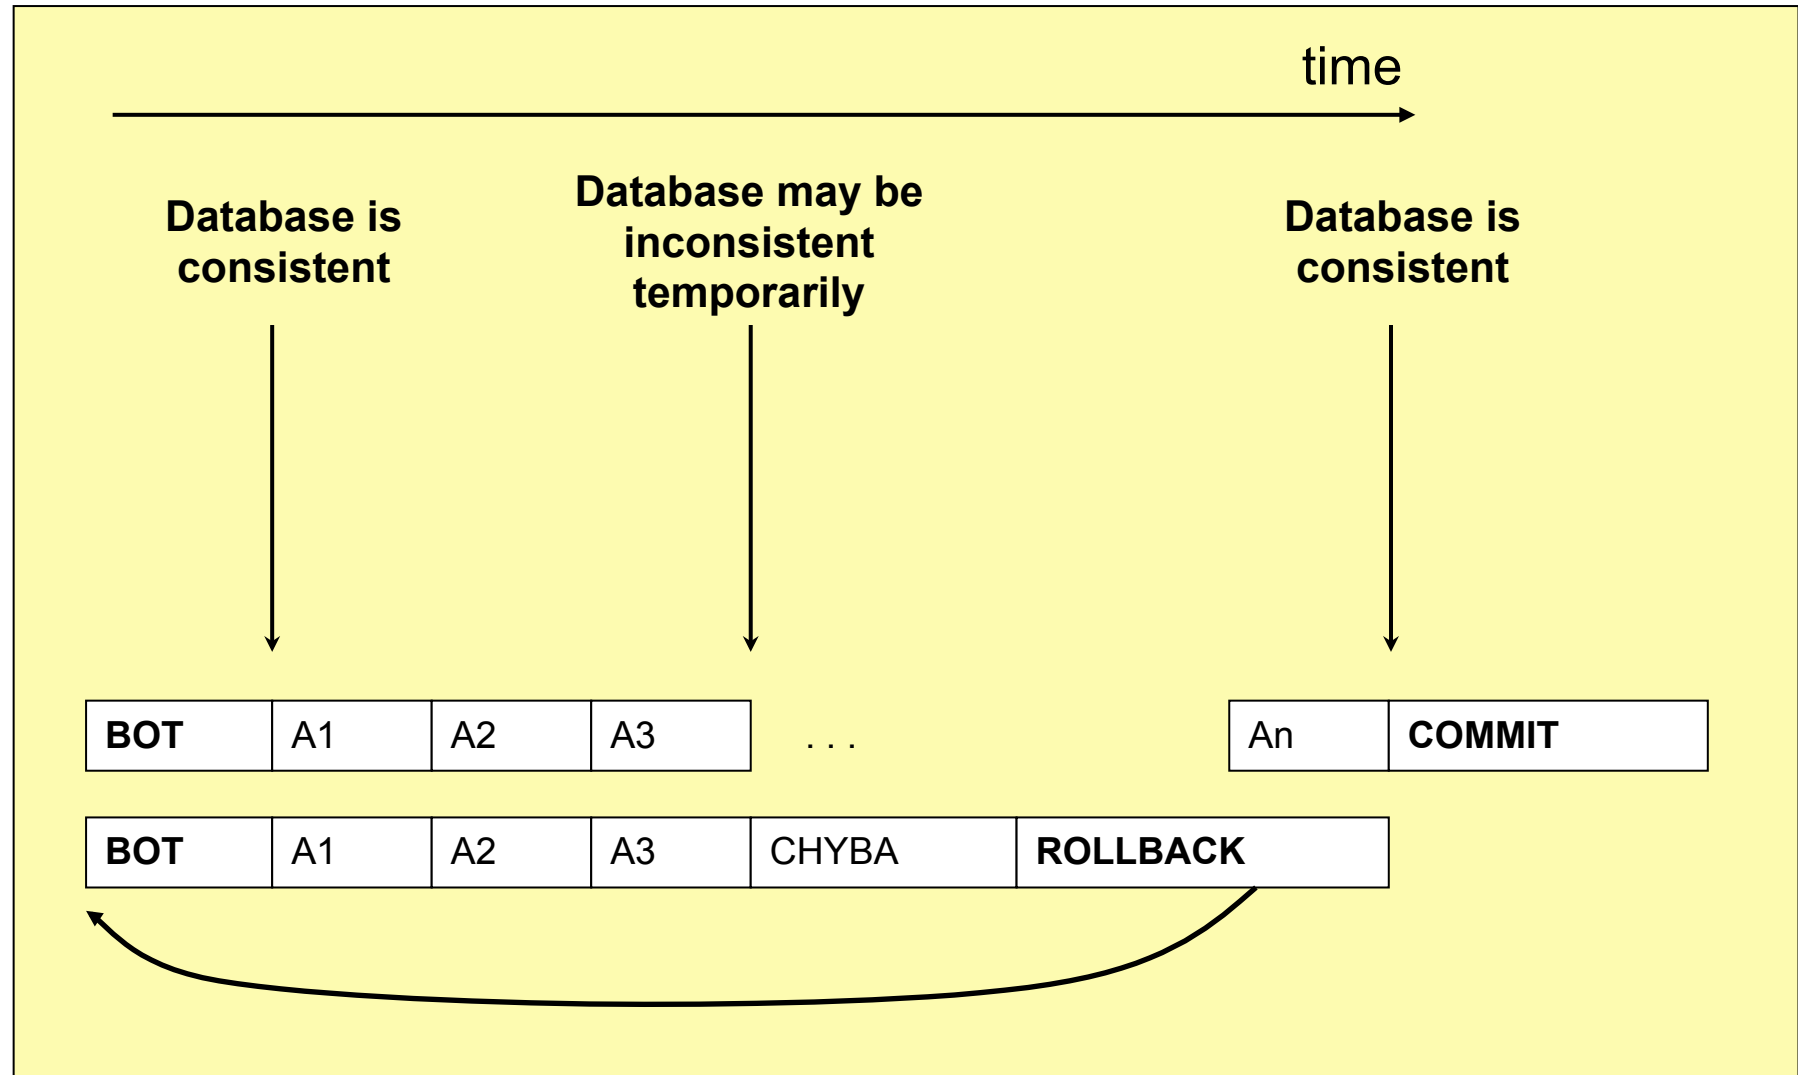 time
Database is
consistent
Database may be
inconsistent
temporarily
Database is
consistent
BOT A1 A2 A3 . . . An COMMIT
BOT A1 A2 A3 CHYBA ROLLBACK